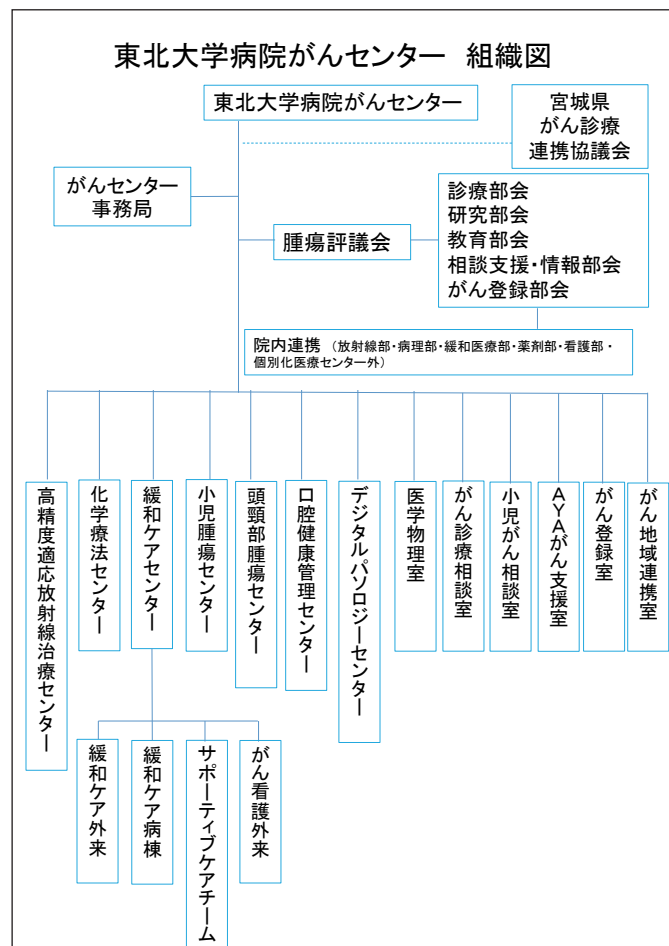 東北大学病院がんセンター 組織図
東北大学病院がんセンター
宮城県
がん診療
連携協議会
がんセンター
事務局
腫瘍評議会
診療部会
研究部会
教育部会
相談支援・情報部会
がん登録部会
院内連携 （放射線部・病理部・緩和医療部・薬剤部・看護部・
個別化医療センター外）
高精度適応放射線治療センター
化学療法センター
緩和ケアセンター
小児腫瘍センター
頭頸部腫瘍センター
口腔健康管理センター
デジタルパソロジーセンター
医学物理室
がん診療相談室
小児がん相談室
AYAがん支援室
がん登録室
がん地域連携室
緩和ケア外来
緩和ケア病棟
サポーティブケアチーム
がん看護外来